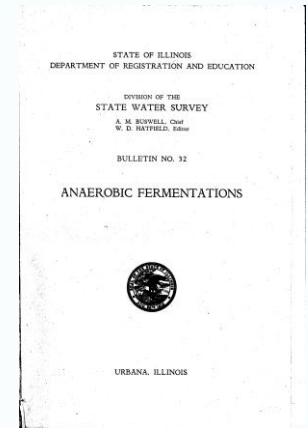 STATE OF ILLINOIS
DEPARTMENT OF REGISTRATION AND EDUCATION
DIVISION OF THE
STATE WATER SURVEY
A. M. BUSWELL, Chief
W. D. HATFIELD, Editor
BULLETIN NO. 32
ANAEROBIC FERMENTATIONS
URBANA, ILLINOIS